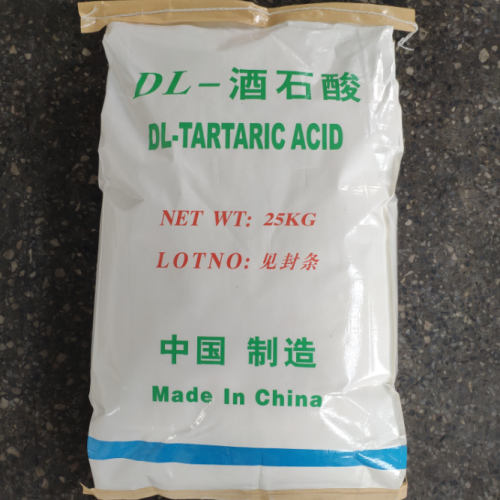 DL-酒石酸
DL-TARTARIC ACID
NET WT: 25KG
LOTNO: 见封条
中国 制造
Made In China